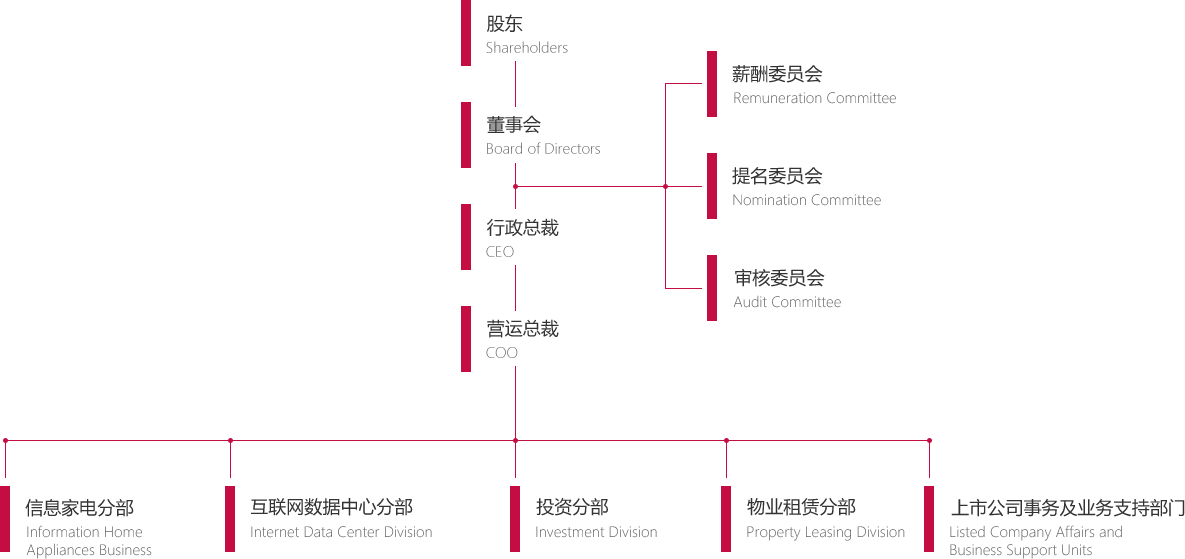 股东
Shareholders
薪酬委员会
Remuneration Committee
董事会
Board of Directors
提名委员会
Nomination Committee
行政总裁
CEO
审核委员会
Audit Committee
营运总裁
COO
信息家电分部
Information Home
Appliances Business
互联网数据中心分部
Internet Data Center Division
投资分部
Investment Division
物业租赁分部
Property Leasing Division
上市公司事务及业务支持部门
Listed Company Affairs and
Business Support Units